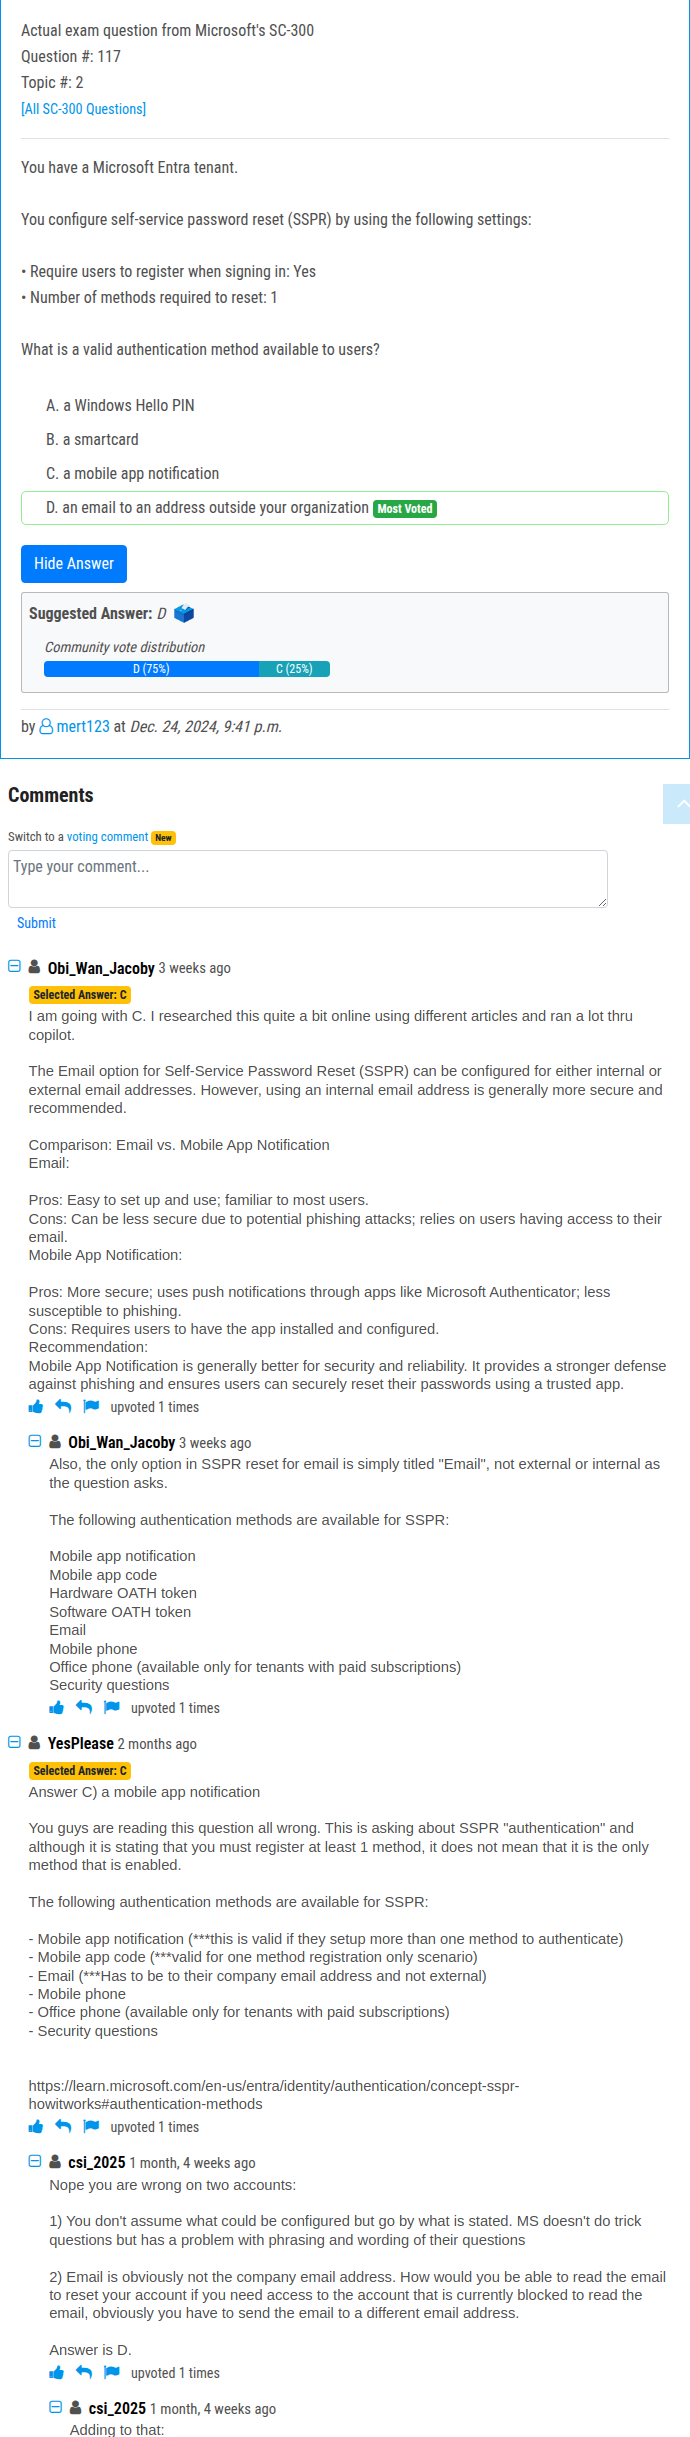 Actual exam question from Microsoft's SC-300
Question #: 117
Topic #: 2
[All SC-300 Questions]
You have a Microsoft Entra tenant.
You configure self-service password reset (SSPR) by using the following settings:
• Require users to register when signing in: Yes
• Number of methods required to reset: 1
What is a valid authentication method available to users?
A. a Windows Hello PIN
B. a smartcard
C. a mobile app notification
D. an email to an address outside your organization Most Voted
Hide Answer
Suggested Answer: D
Community vote distribution
D (75%) C (25%)
by mert123 at Dec. 24, 2024, 9:41 p.m.
Comments
Switch to a voting comment New
Type your comment...
Submit
Obi_Wan_Jacoby 3 weeks ago
Selected Answer: C
I am going with C. I researched this quite a bit online using different articles and ran a lot thru
copilot.
The Email option for Self-Service Password Reset (SSPR) can be configured for either internal or
external email addresses. However, using an internal email address is generally more secure and
recommended.
Comparison: Email vs. Mobile App Notification
Email:
Pros: Easy to set up and use; familiar to most users.
Cons: Can be less secure due to potential phishing attacks; relies on users having access to their
email.
Mobile App Notification:
Pros: More secure; uses push notifications through apps like Microsoft Authenticator; less
susceptible to phishing.
Cons: Requires users to have the app installed and configured.
Recommendation:
Mobile App Notification is generally better for security and reliability. It provides a stronger defense
against phishing and ensures users can securely reset their passwords using a trusted app.
upvoted 1 times
Obi_Wan_Jacoby 3 weeks ago
Also, the only option in SSPR reset for email is simply titled "Email", not external or internal as
the question asks.
The following authentication methods are available for SSPR:
Mobile app notification
Mobile app code
Hardware OATH token
Software OATH token
Email
Mobile phone
Office phone (available only for tenants with paid subscriptions)
Security questions
upvoted 1 times
YesPlease 2 months ago
Selected Answer: C
Answer C) a mobile app notification
You guys are reading this question all wrong. This is asking about SSPR "authentication" and
although it is stating that you must register at least 1 method, it does not mean that it is the only
method that is enabled.
The following authentication methods are available for SSPR:
- Mobile app notification (***this is valid if they setup more than one method to authenticate)
- Mobile app code (***valid for one method registration only scenario)
- Email (***Has to be to their company email address and not external)
- Mobile phone
- Office phone (available only for tenants with paid subscriptions)
- Security questions
https://learn.microsoft.com/en-us/entra/identity/authentication/concept-sspr-
howitworks#authentication-methods
upvoted 1 times
csi_2025 1 month, 4 weeks ago
Nope you are wrong on two accounts:
1) You don't assume what could be configured but go by what is stated. MS doesn't do trick
questions but has a problem with phrasing and wording of their questions
2) Email is obviously not the company email address. How would you be able to read the email
to reset your account if you need access to the account that is currently blocked to read the
email, obviously you have to send the email to a different email address.
Answer is D.
upvoted 1 times
csi_2025 1 month, 4 weeks ago
Adding to that: